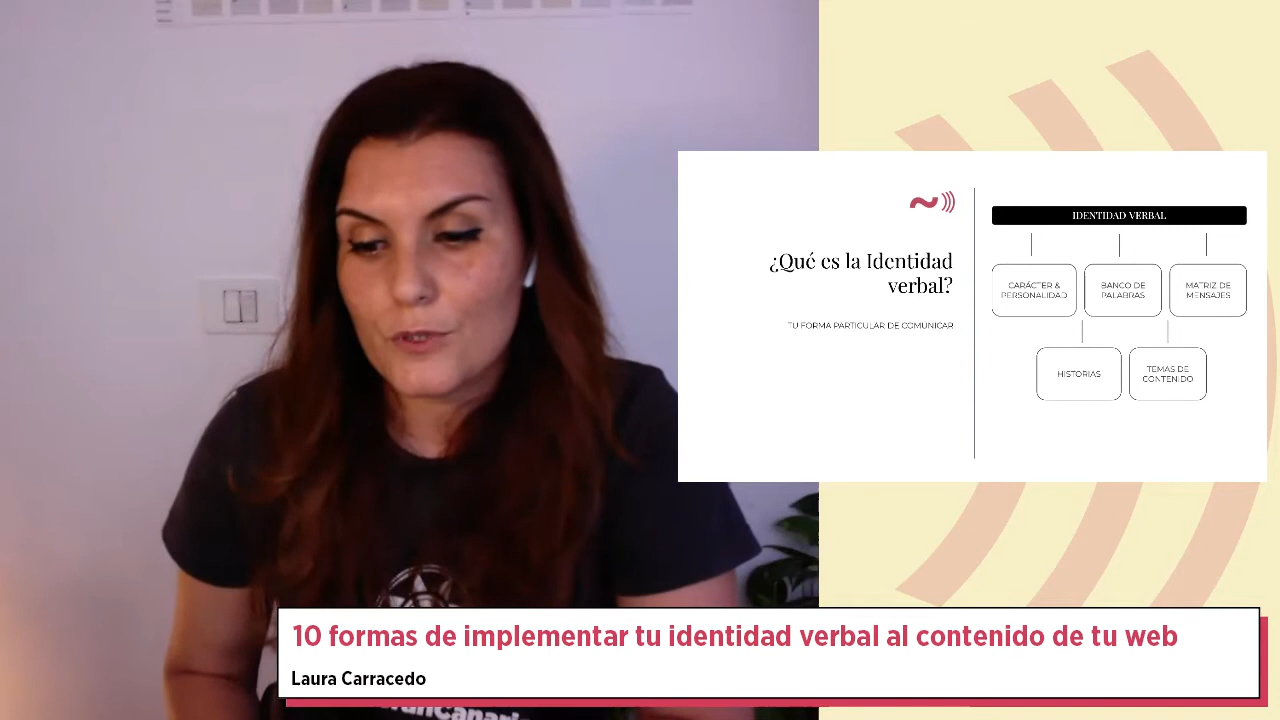 ¿Qué es la Identidad
verbal?
TU FORMA PARTICULAR DE COMUNICAR
IDENTIDAD VERBAL
CARÁCTER &
PERSONALIDAD
BANCO DE
PALABRAS
MATRIZ DE
MENSAJES
HISTORIAS
TEMAS DE
CONTENIDO
10 formas de implementar tu identidad verbal al contenido de tu web
Laura Carracedo